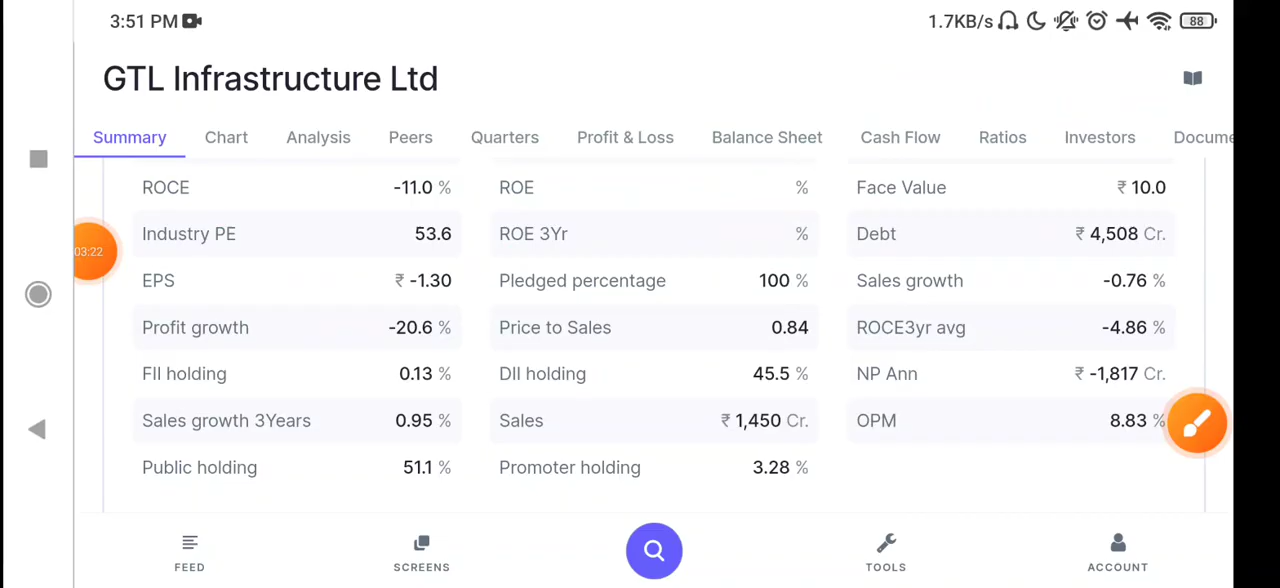 3:51 PM 1.7KB/s 88
GTL Infrastructure Ltd
Summary Chart Analysis Peers Quarters Profit & Loss Balance Sheet Cash Flow Ratios Investors Docume
ROCE -11.0 % ROE % Face Value ₹ 10.0
Industry PE 53.6 ROE 3Yr % Debt ₹ 4,508 Cr.
03:22
EPS ₹ -1.30 Pledged percentage 100 % Sales growth -0.76 %
Profit growth -20.6 % Price to Sales 0.84 ROCE3yr avg -4.86 %
FII holding 0.13 % DII holding 45.5 % NP Ann ₹ -1,817 Cr.
Sales growth 3Years 0.95 % Sales ₹ 1,450 Cr. OPM 8.83 %
Public holding 51.1 % Promoter holding 3.28 %
FEED SCREENS TOOLS ACCOUNT